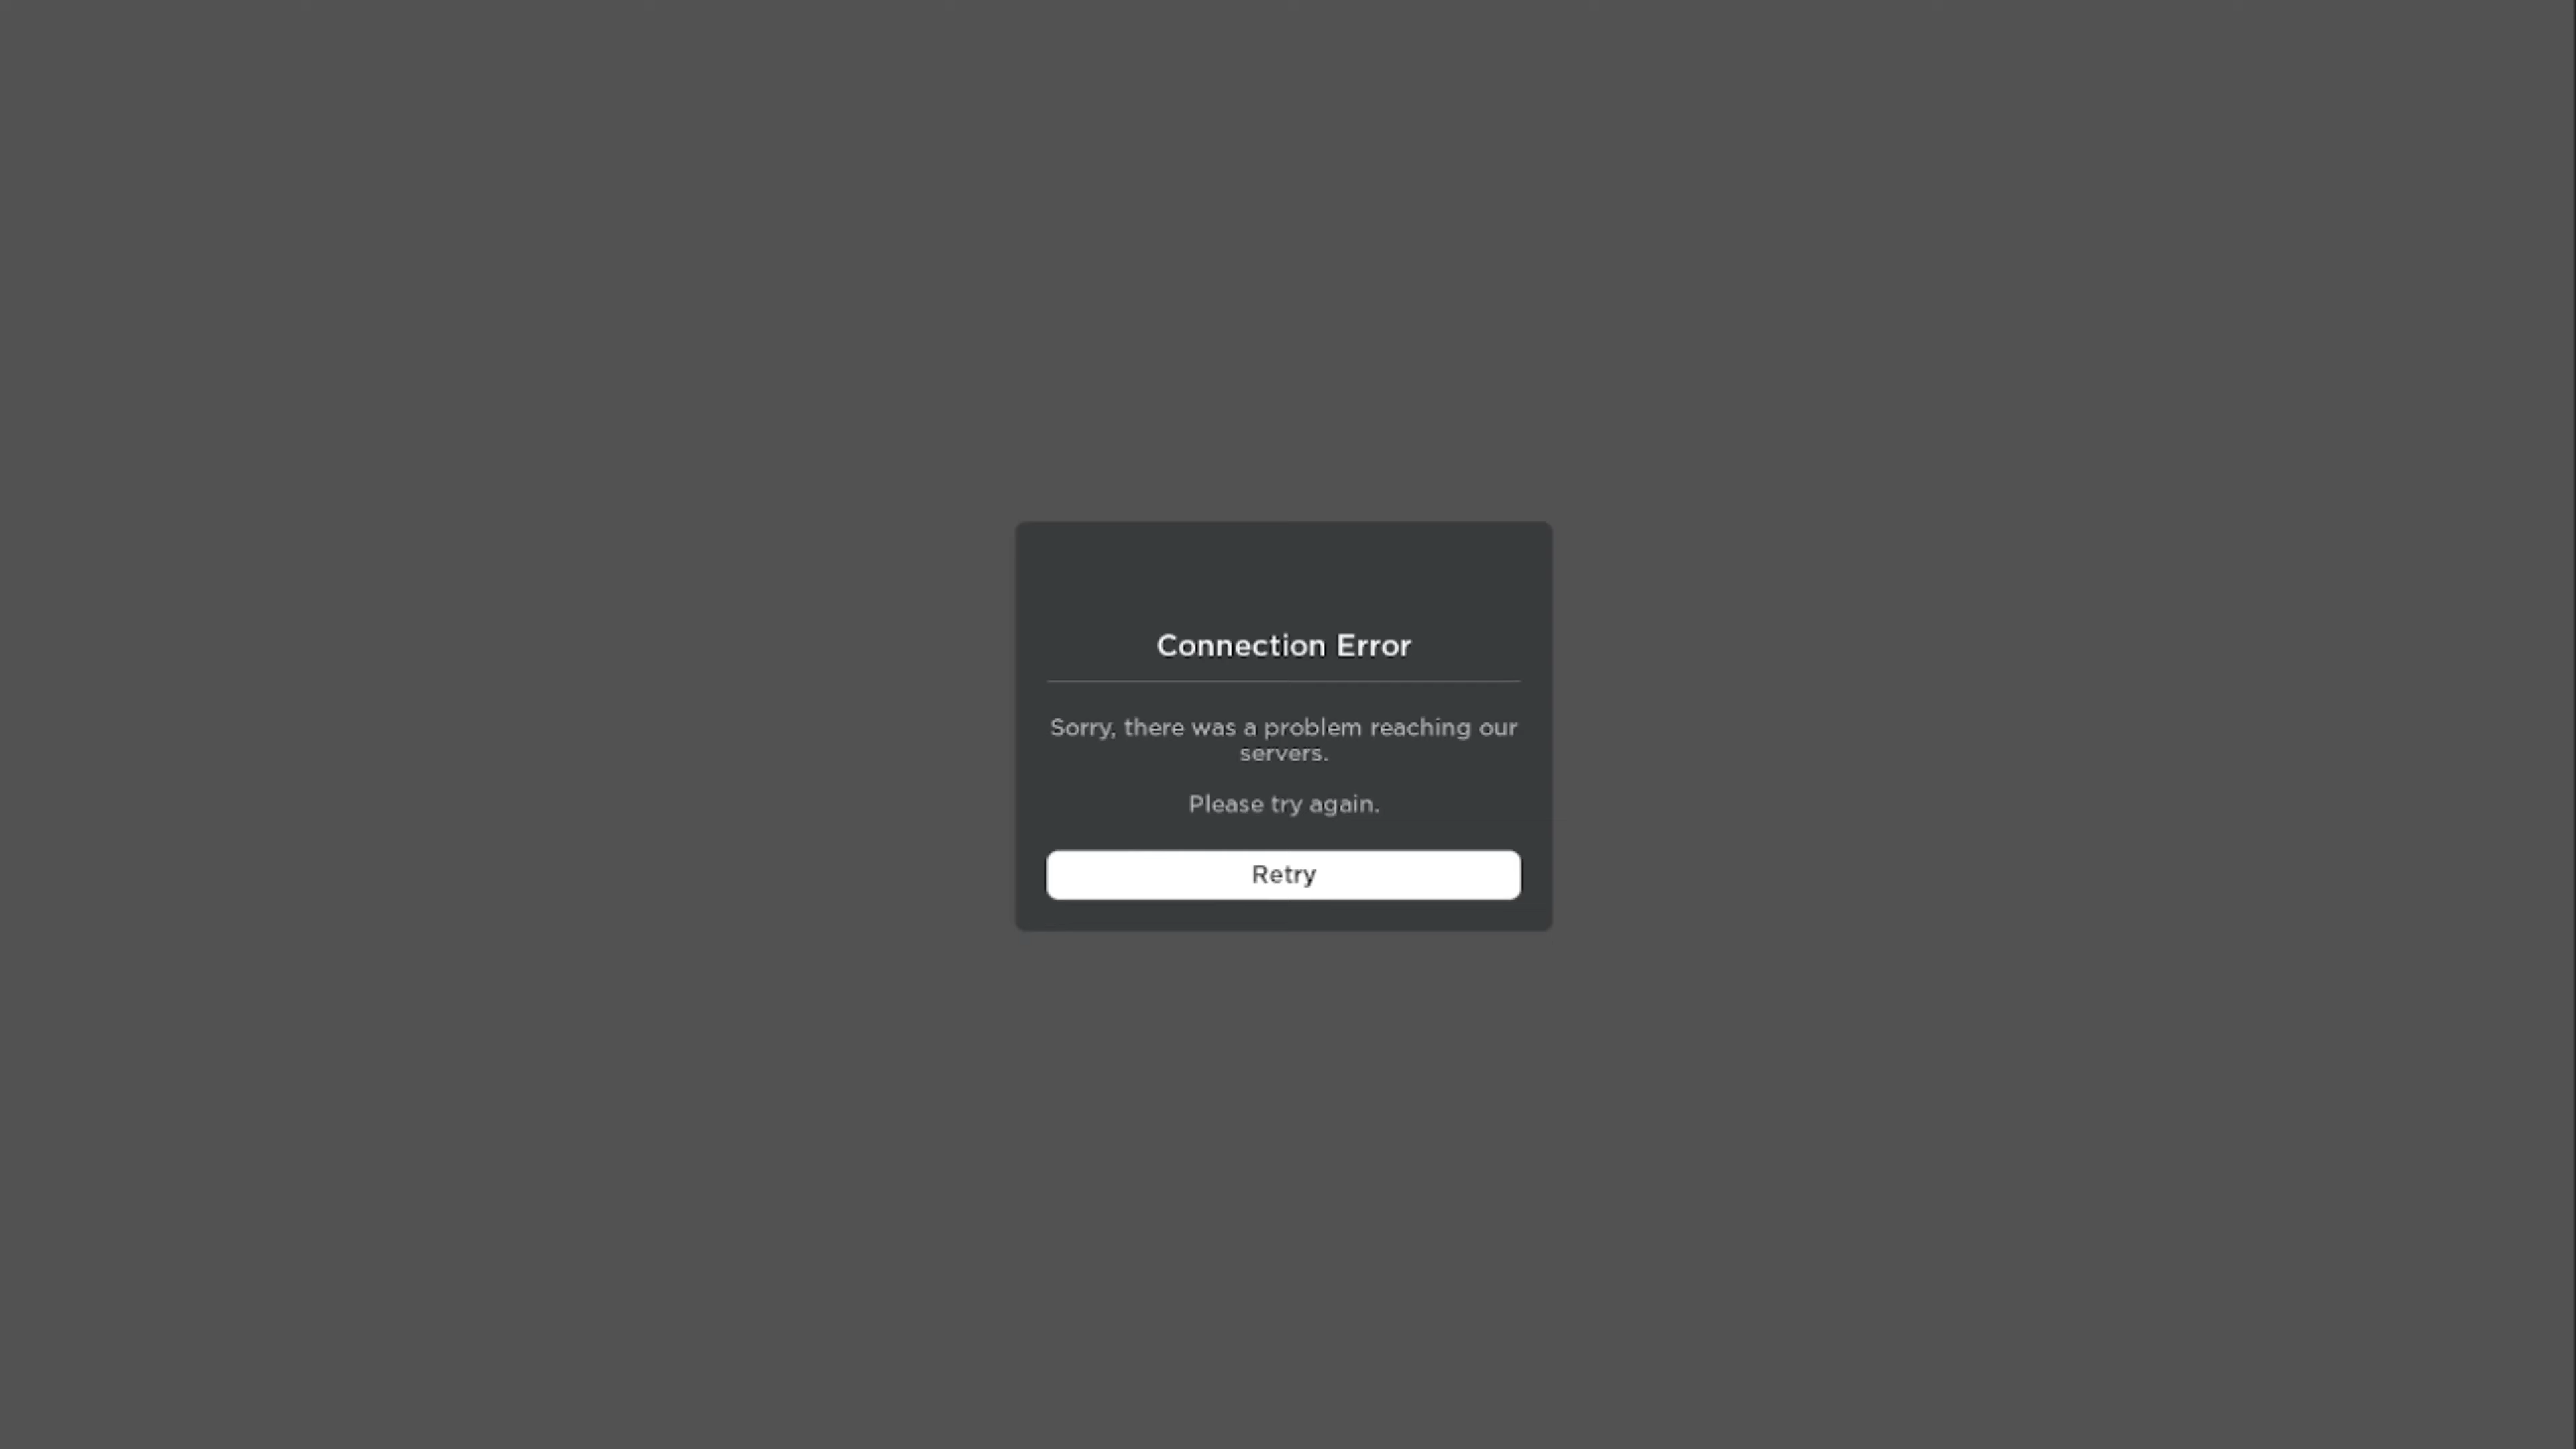 Connection Error
Sorry, there was a problem reaching our
servers.
Please try again.
Retry